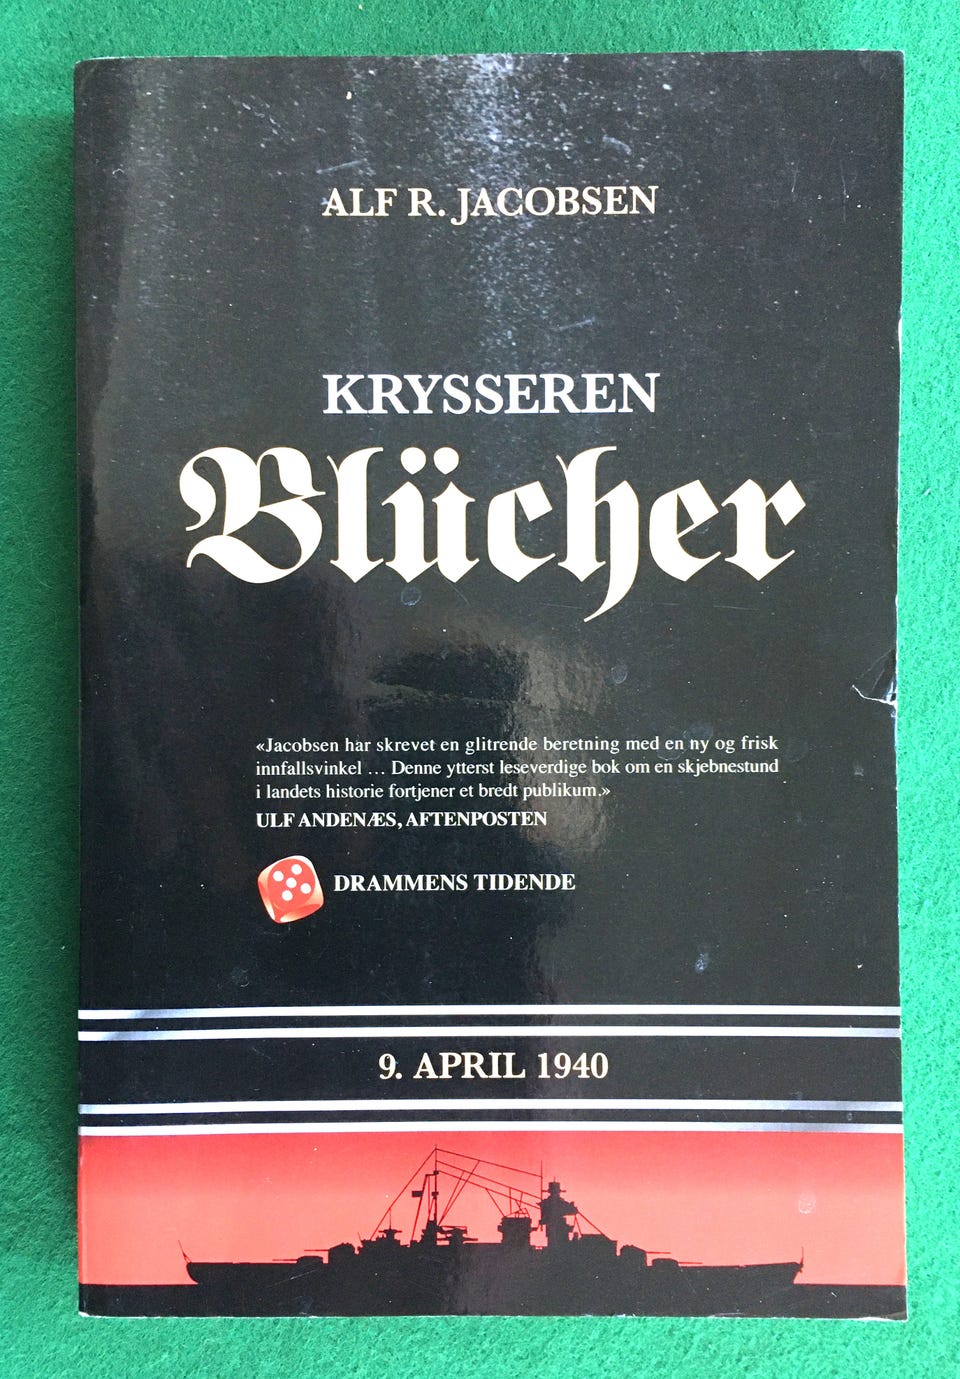 ALF R. JACOBSEN
KRYSSEREN
Blücher
«Jacobsen har skrevet en glitrende beretning med en ny og frisk
innfallsvinkel … Denne ytterst leseverdige bok om en skjebnestund
i landets historie fortjener et bredt publikum.»
ULF ANDENÆS, AFTENPOSTEN
DRAMMENS TIDENDE
9. APRIL 1940